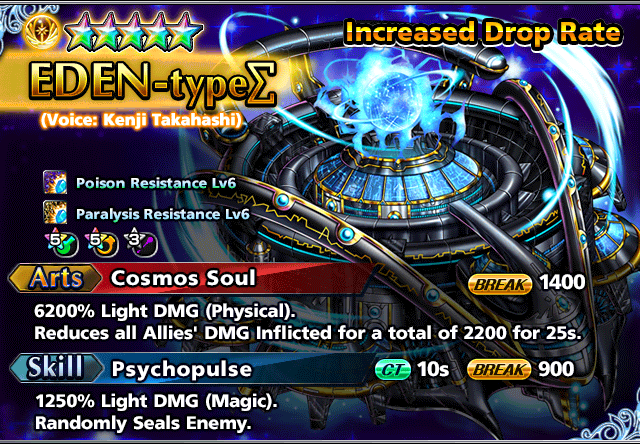 Increased Drop Rate
EDEN-typeΣ
(Voice: Kenji Takahashi)
Poison Resistance Lv6
Paralysis Resistance Lv6
5 5 3
Arts Cosmos Soul BREAK 1400
6200% Light DMG (Physical).
Reduces all Allies' DMG Inflicted for a total of 2200 for 25s.
Skill Psychopulse CT 10s BREAK 900
1250% Light DMG (Magic).
Randomly Seals Enemy.